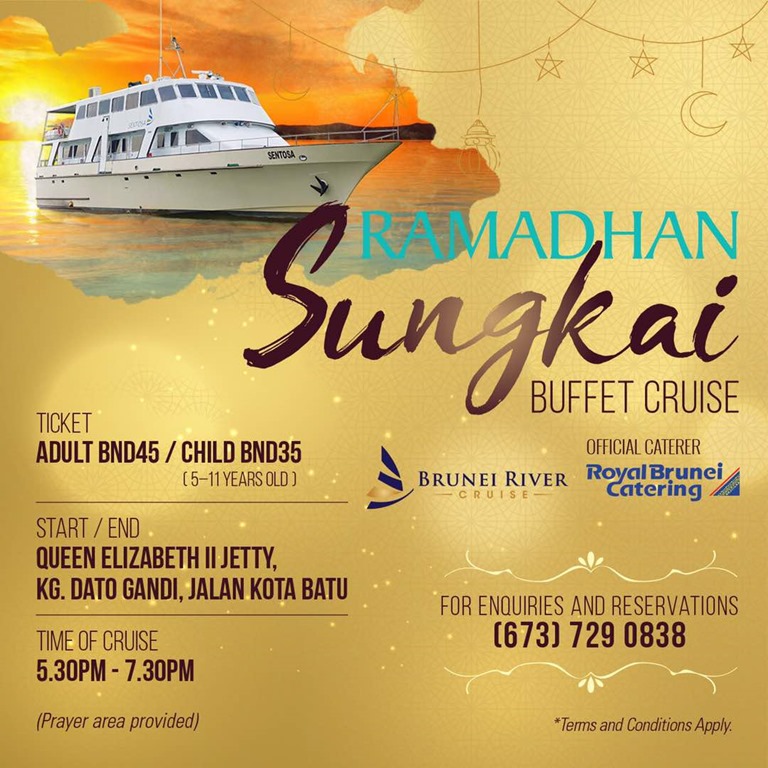 SENTOSA
SENTOSA
RAMADHAN
Sungkai
BUFFET CRUISE
TICKET
ADULT BND45 / CHILD BND35
( 5–11 YEARS OLD )
START / END
QUEEN ELIZABETH II JETTY,
KG. DATO GANDI, JALAN KOTA BATU
TIME OF CRUISE
5.30PM - 7.30PM
(Prayer area provided)
BRUNEI RIVER
CRUISE
OFFICIAL CATERER
Royal Brunei
Catering
FOR ENQUIRIES AND RESERVATIONS
(673) 729 0838
*Terms and Conditions Apply.